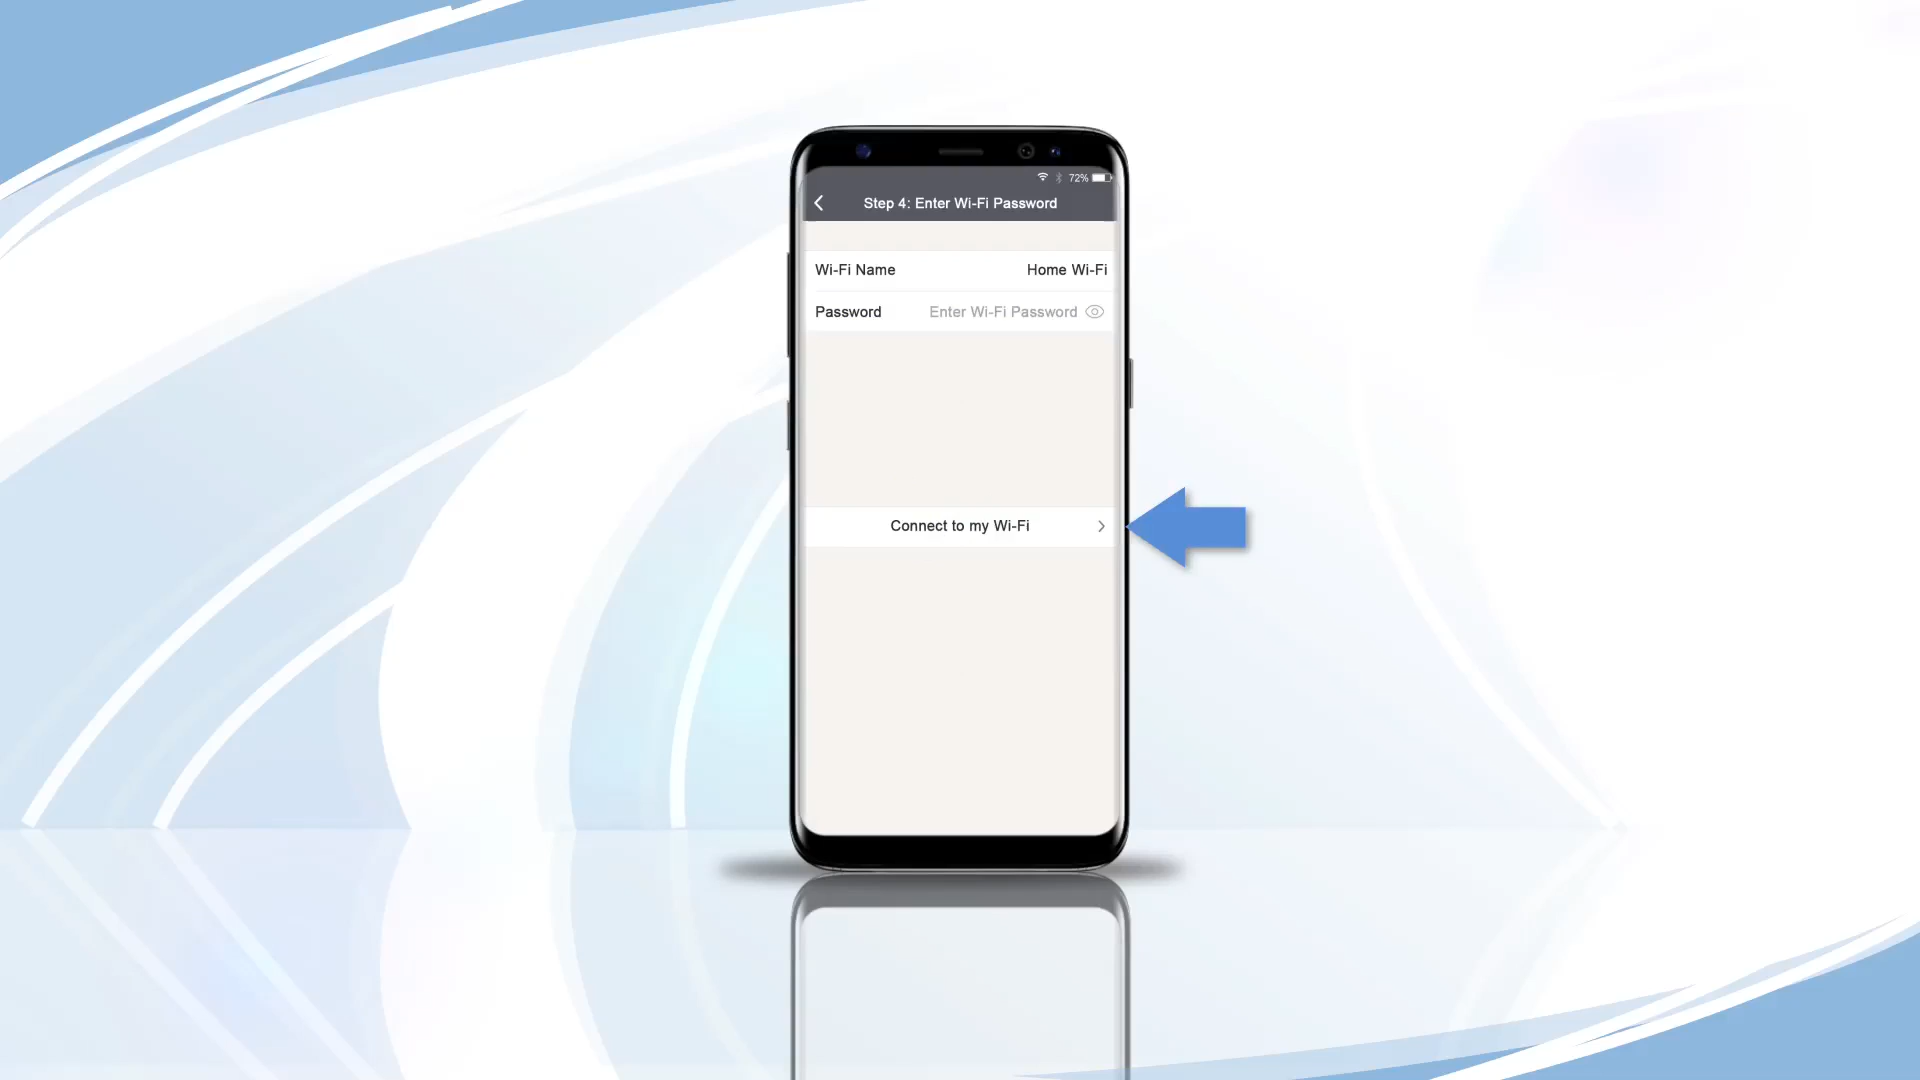 72%
Step 4: Enter Wi-Fi Password
Wi-Fi Name Home Wi-Fi
Password Enter Wi-Fi Password
Connect to my Wi-Fi